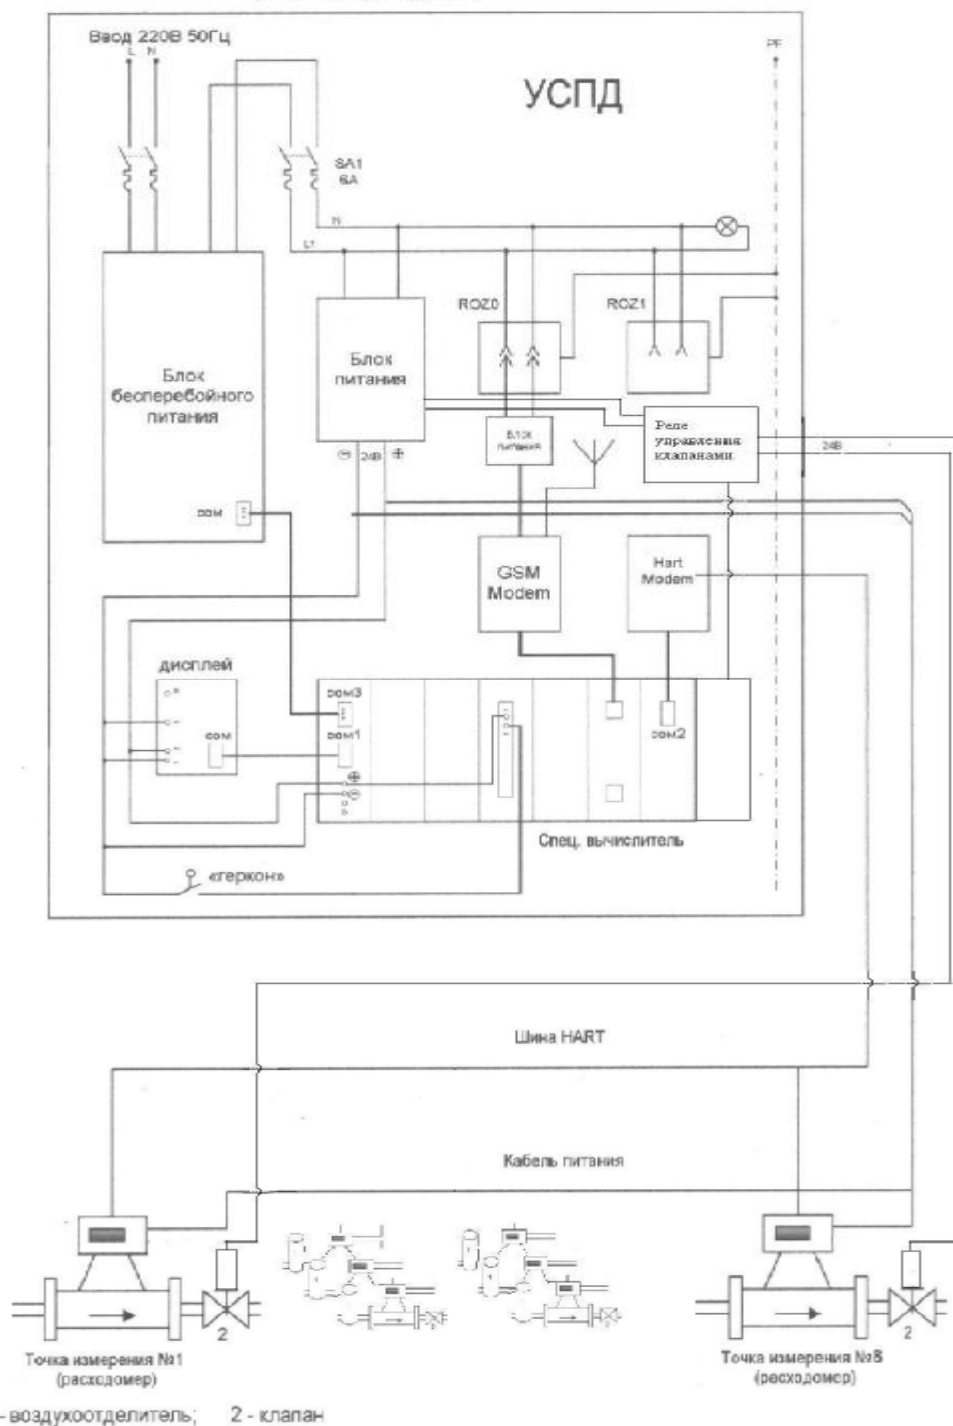 Ввод 220В 50Гц
L N
PE
УСПД
SA1
6А
N
L1
ROZ0
ROZ1
Блок
бесперебойного
питания
Блок
питания
Блок
питания
Реле
управления
клапанами
24В
24В
com
GSM
Modem
Hart
Modem
дисплей
com
com3
com1
com2
Спец. вычислитель
«геркон»
Шина HART
Кабель питания
2
2
Точка измерения №1
(расходомер)
Точка измерения №8
(расходомер)
- воздухоотделитель; 2 - клапан